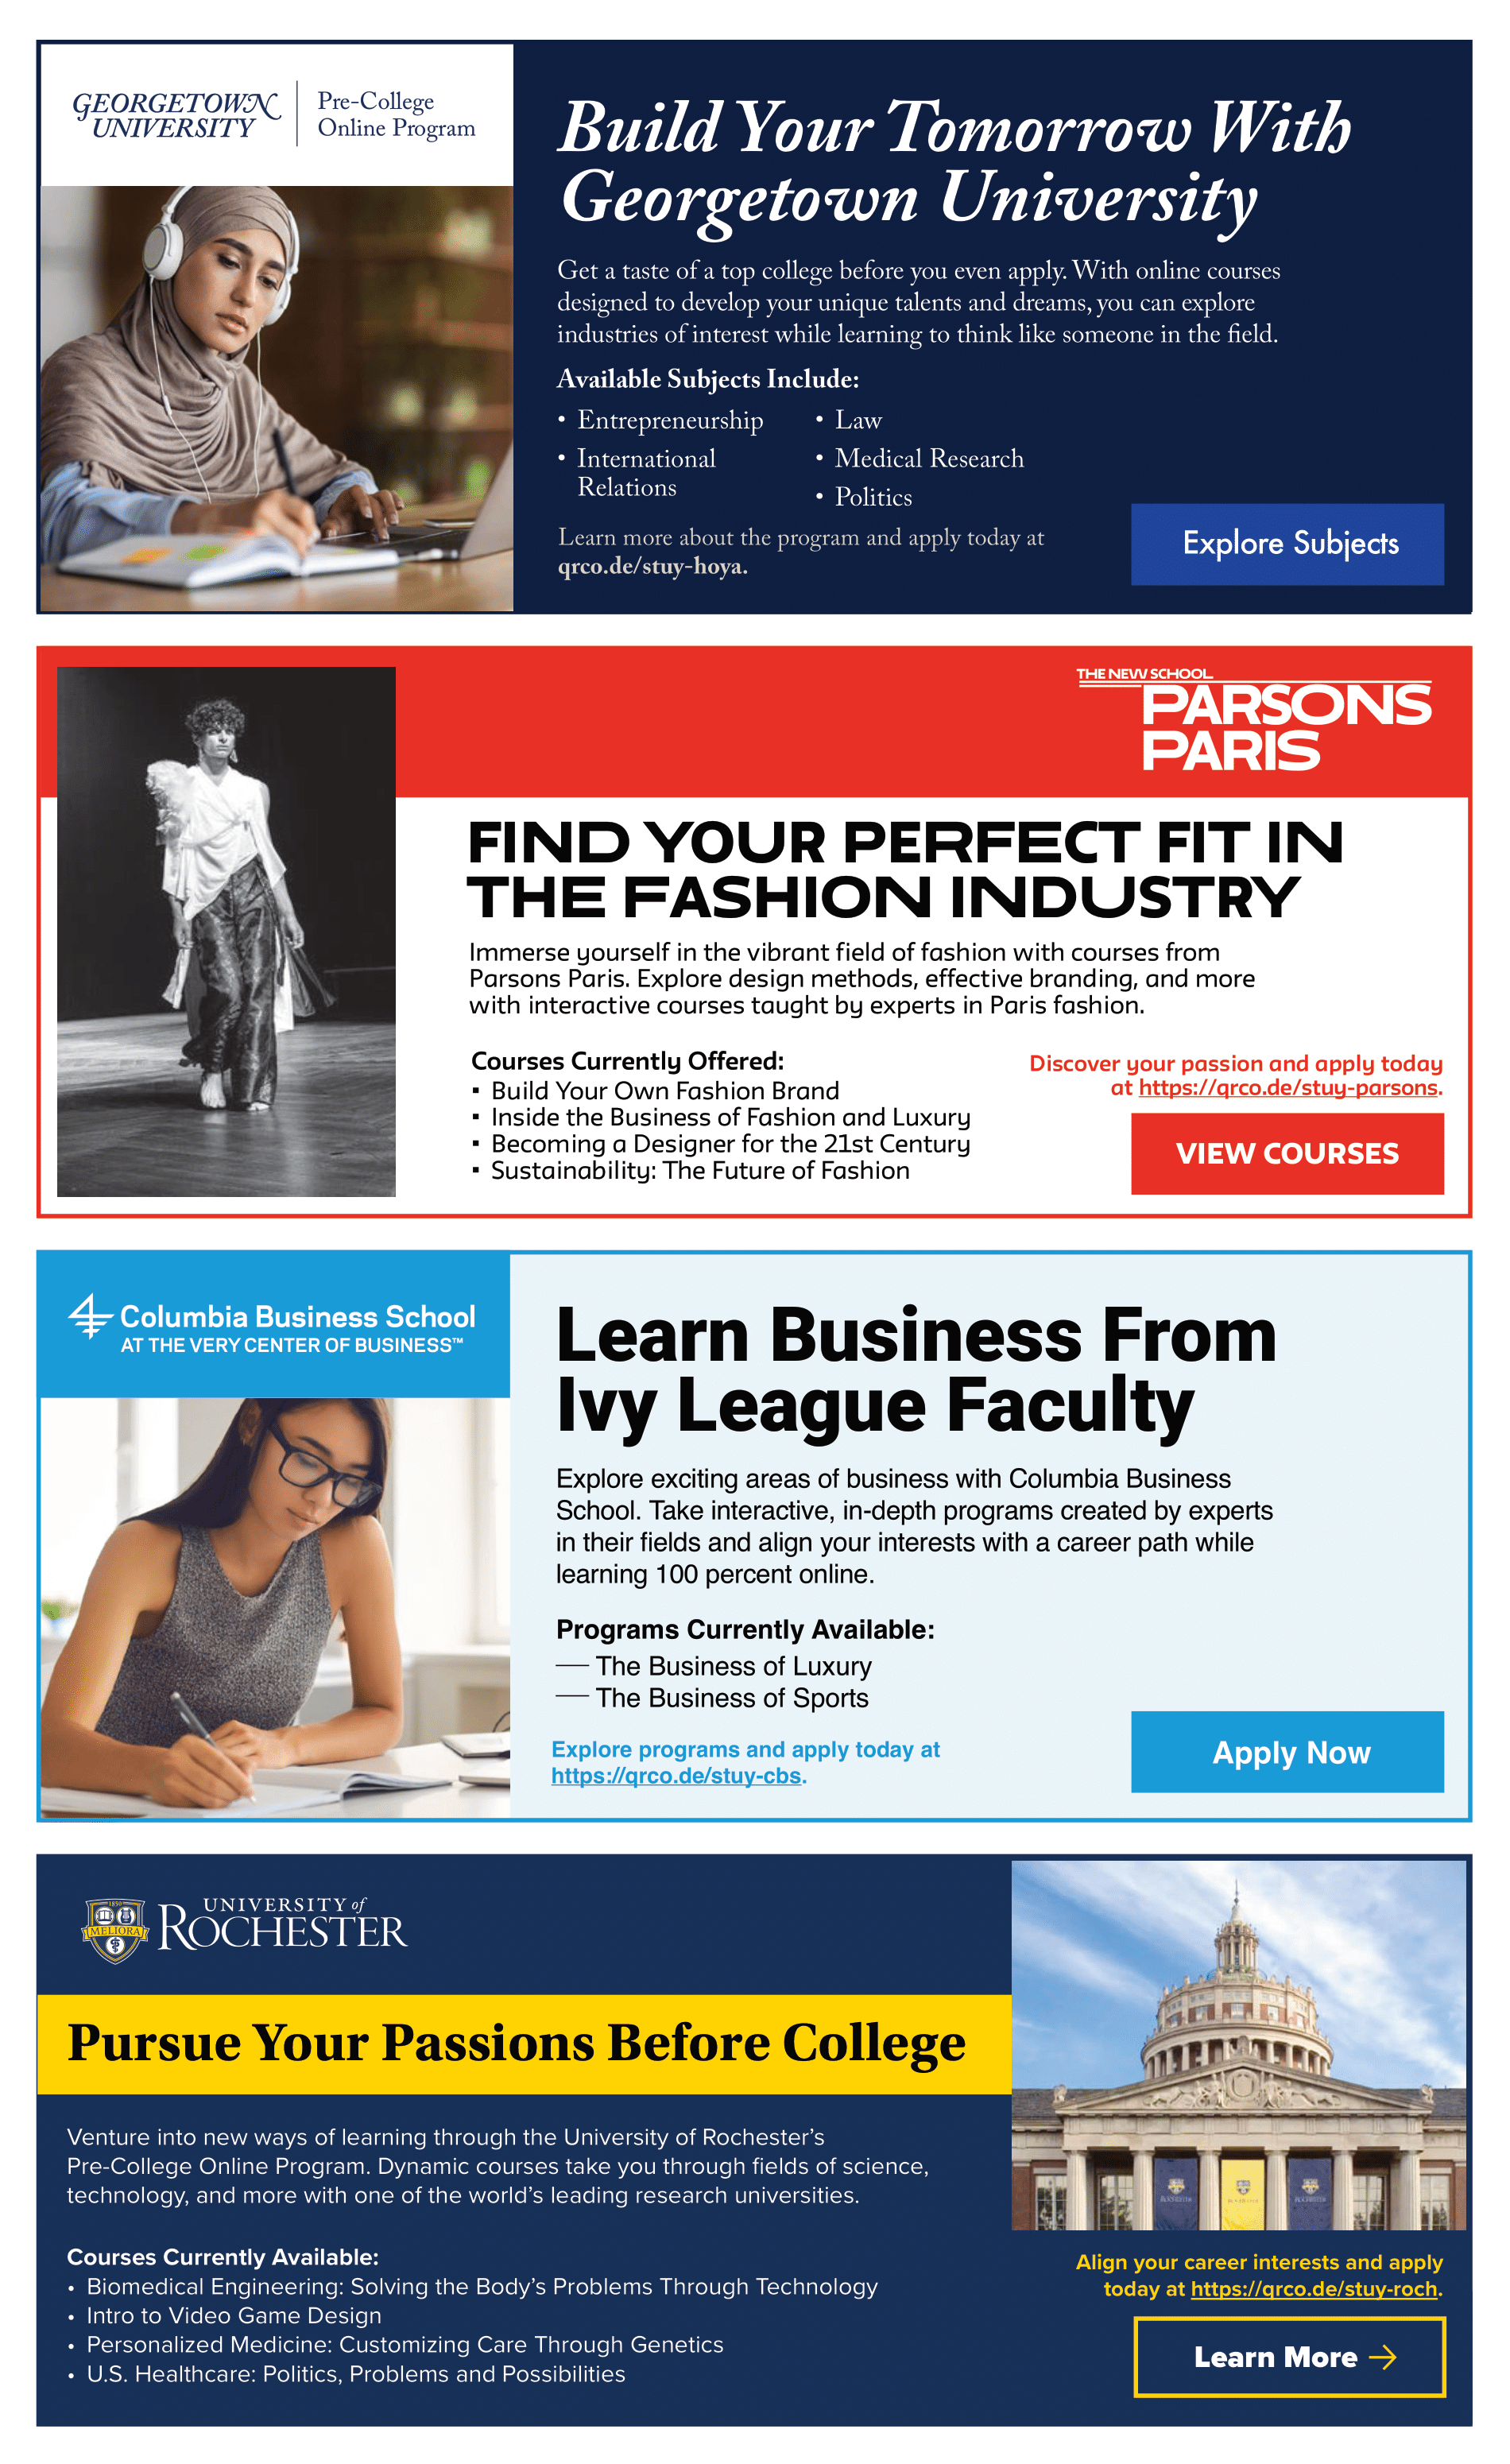 GEORGETOWN
UNIVERSITY
Pre-College
Online Program
Build Your Tomorrow With
Georgetown University
Get a taste of a top college before you even apply. With online courses
designed to develop your unique talents and dreams, you can explore
industries of interest while learning to think like someone in the field.
Available Subjects Include:
• Entrepreneurship
• International
Relations
• Law
• Medical Research
• Politics
Learn more about the program and apply today at
qrco.de/stuy-hoya.
Explore Subjects
THE NEW SCHOOL
PARSONS
PARIS
FIND YOUR PERFECT FIT IN
THE FASHION INDUSTRY
Immerse yourself in the vibrant field of fashion with courses from
Parsons Paris. Explore design methods, effective branding, and more
with interactive courses taught by experts in Paris fashion.
Courses Currently Offered:
▪ Build Your Own Fashion Brand
▪ Inside the Business of Fashion and Luxury
▪ Becoming a Designer for the 21st Century
▪ Sustainability: The Future of Fashion
Discover your passion and apply today
at https://qrco.de/stuy-parsons.
VIEW COURSES
Columbia Business School
AT THE VERY CENTER OF BUSINESS™
Learn Business From
Ivy League Faculty
Explore exciting areas of business with Columbia Business
School. Take interactive, in-depth programs created by experts
in their fields and align your interests with a career path while
learning 100 percent online.
Programs Currently Available:
— The Business of Luxury
— The Business of Sports
Explore programs and apply today at
https://qrco.de/stuy-cbs.
Apply Now
1850
MELIORA
UNIVERSITY of
ROCHESTER
Pursue Your Passions Before College
Venture into new ways of learning through the University of Rochester's
Pre-College Online Program. Dynamic courses take you through fields of science,
technology, and more with one of the world's leading research universities.
Courses Currently Available:
• Biomedical Engineering: Solving the Body's Problems Through Technology
• Intro to Video Game Design
• Personalized Medicine: Customizing Care Through Genetics
• U.S. Healthcare: Politics, Problems and Possibilities
ROCHESTER
ROCHESTER
Align your career interests and apply
today at https://qrco.de/stuy-roch.
Learn More →